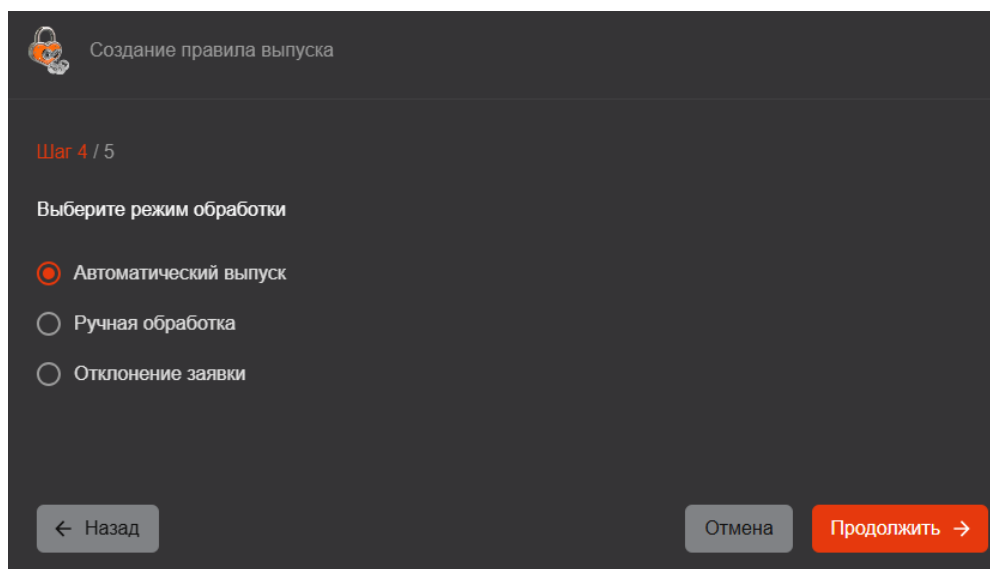 Создание правила выпуска
Шаг 4 / 5
Выберите режим обработки
Автоматический выпуск
Ручная обработка
Отклонение заявки
← Назад
Отмена
Продолжить →